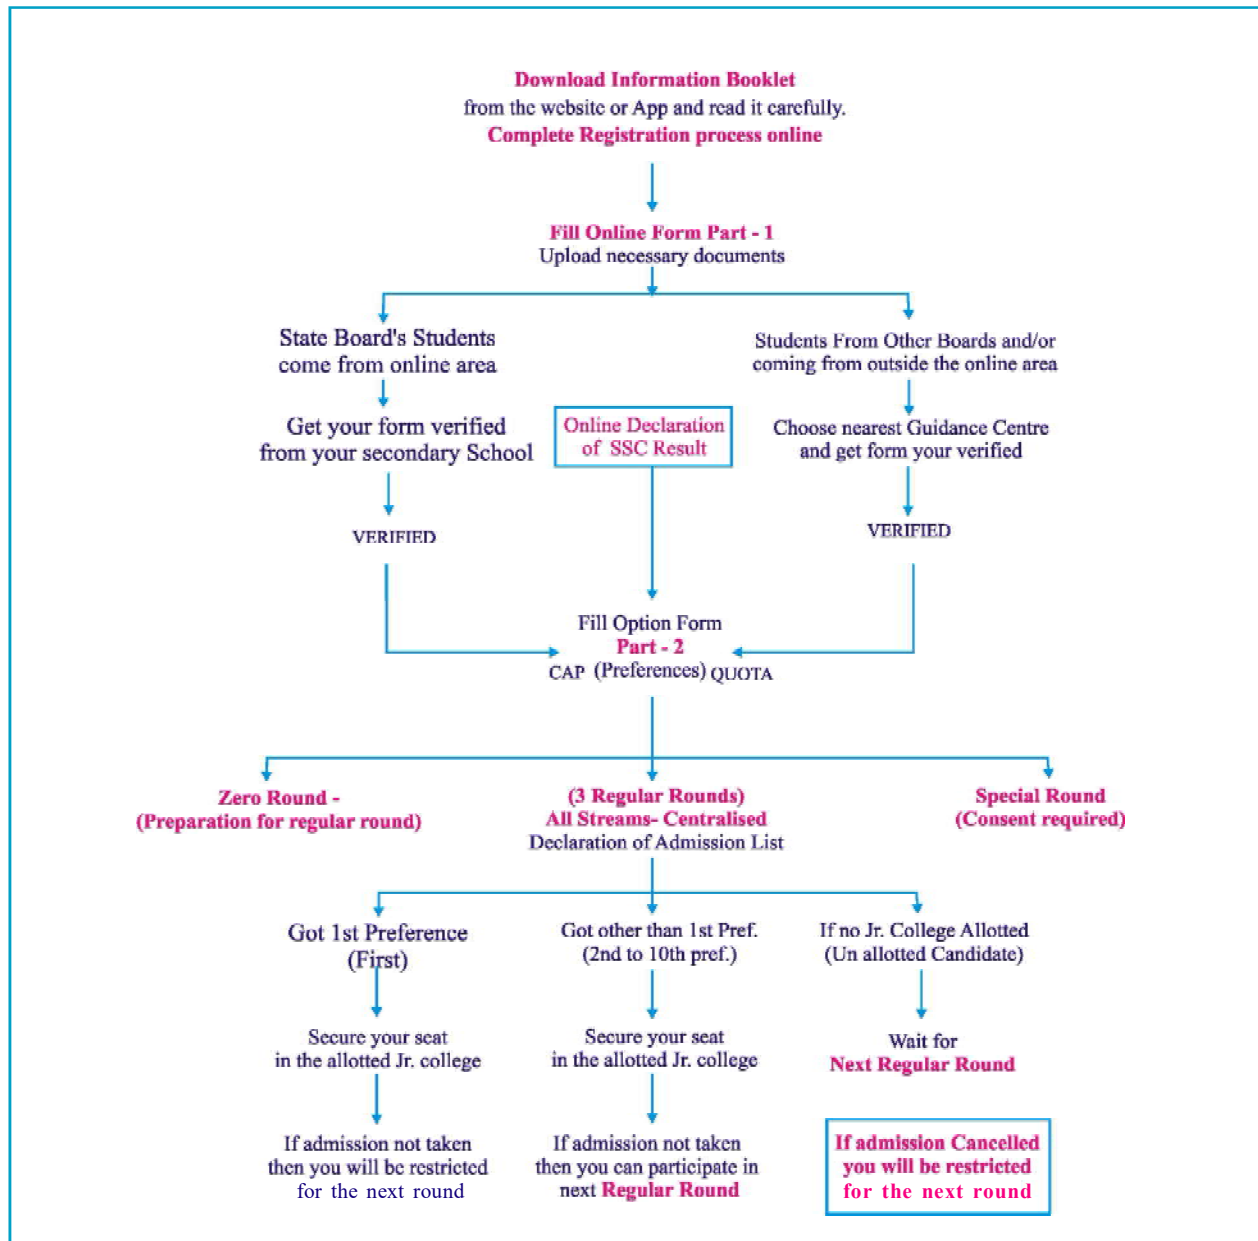 Download Information Booklet
from the website or App and read it carefully.
Complete Registration process online
Fill Online Form Part - 1
Upload necessary documents
State Board's Students
come from online area
Students From Other Boards and/or
coming from outside the online area
Get your form verified
from your secondary School
Online Declaration
of SSC Result
Choose nearest Guidance Centre
and get form your verified
VERIFIED
VERIFIED
Fill Option Form
Part - 2
CAP (Preferences) QUOTA
Zero Round -
(Preparation for regular round)
(3 Regular Rounds)
All Streams- Centralised
Declaration of Admission List
Special Round
(Consent required)
Got 1st Preference
(First)
Got other than 1st Pref.
(2nd to 10th pref.)
If no Jr. College Allotted
(Un allotted Candidate)
Secure your seat
in the allotted Jr. college
Secure your seat
in the allotted Jr. college
Wait for
Next Regular Round
If admission not taken
then you will be restricted
for the next round
If admission not taken
then you can participate in
next Regular Round
If admission Cancelled
you will be restricted
for the next round